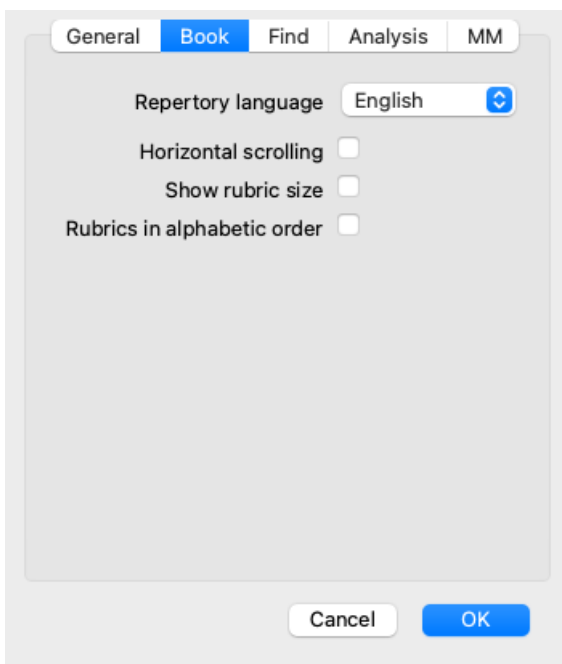 General Book Find Analysis MM
Repertory language English
Horizontal scrolling
Show rubric size
Rubrics in alphabetic order
Cancel OK